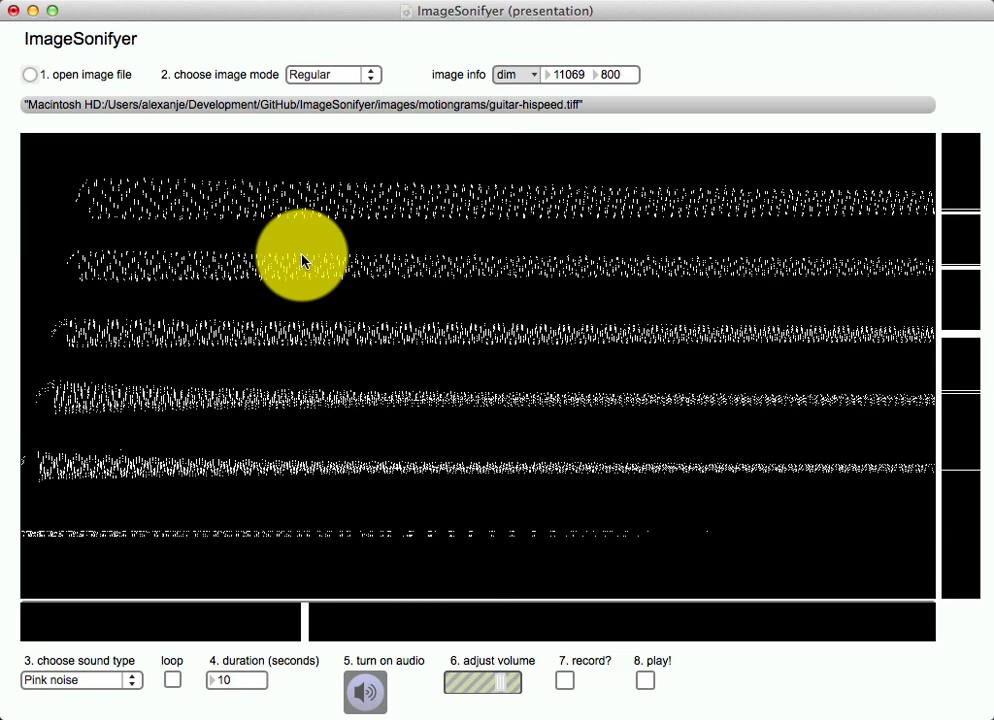 ImageSonifyer (presentation)
ImageSonifyer
1. open image file 2. choose image mode Regular image info dim 11069 800
"Macintosh HD:/Users/alexanje/Development/GitHub/ImageSonifyer/images/motiongrams/guitar-hispeed.tiff"
3. choose sound type loop 4. duration (seconds) 5. turn on audio 6. adjust volume 7. record? 8. play!
Pink noise 10